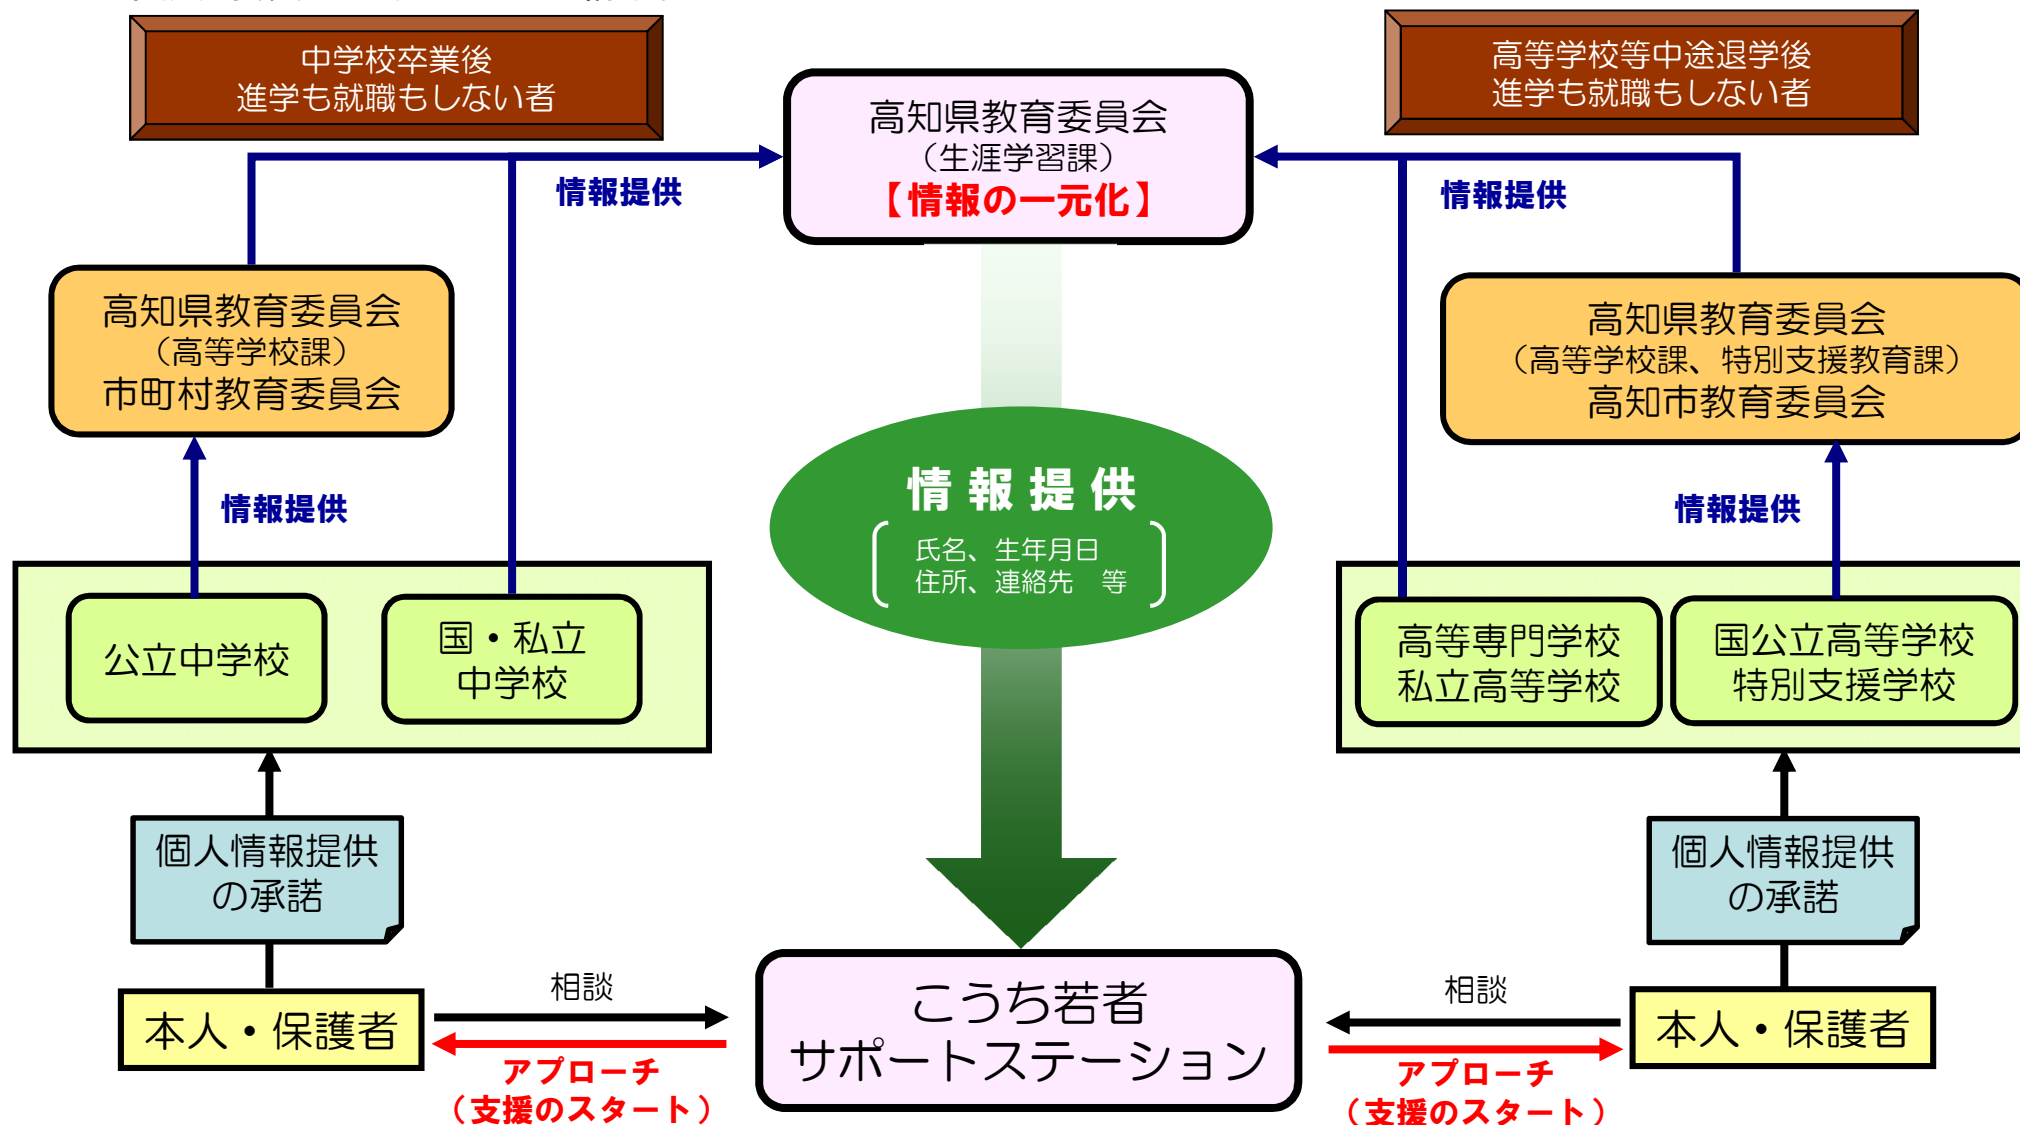 中学校卒業後
進学も就職もしない者
高等学校等中途退学後
進学も就職もしない者
高知県教育委員会
（生涯学習課）
【情報の一元化】
情報提供
情報提供
高知県教育委員会
（高等学校課）
市町村教育委員会
高知県教育委員会
（高等学校課、特別支援教育課）
高知市教育委員会
情報提供
情報提供
氏名、生年月日
住所、連絡先　等
情報提供
公立中学校
国・私立
中学校
高等専門学校
私立高等学校
国公立高等学校
特別支援学校
個人情報提供
の承諾
個人情報提供
の承諾
本人・保護者
相談
アプローチ
（支援のスタート）
こうち若者
サポートステーション
相談
アプローチ
（支援のスタート）
本人・保護者